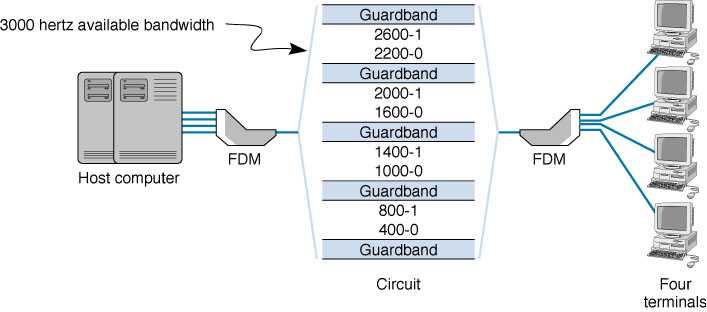 3000 hertz available bandwidth
Guardband
2600-1
2200-0
Guardband
2000-1
1600-0
Guardband
1400-1
1000-0
Guardband
800-1
400-0
Guardband
Host computer
FDM
Circuit
FDM
Four
terminals